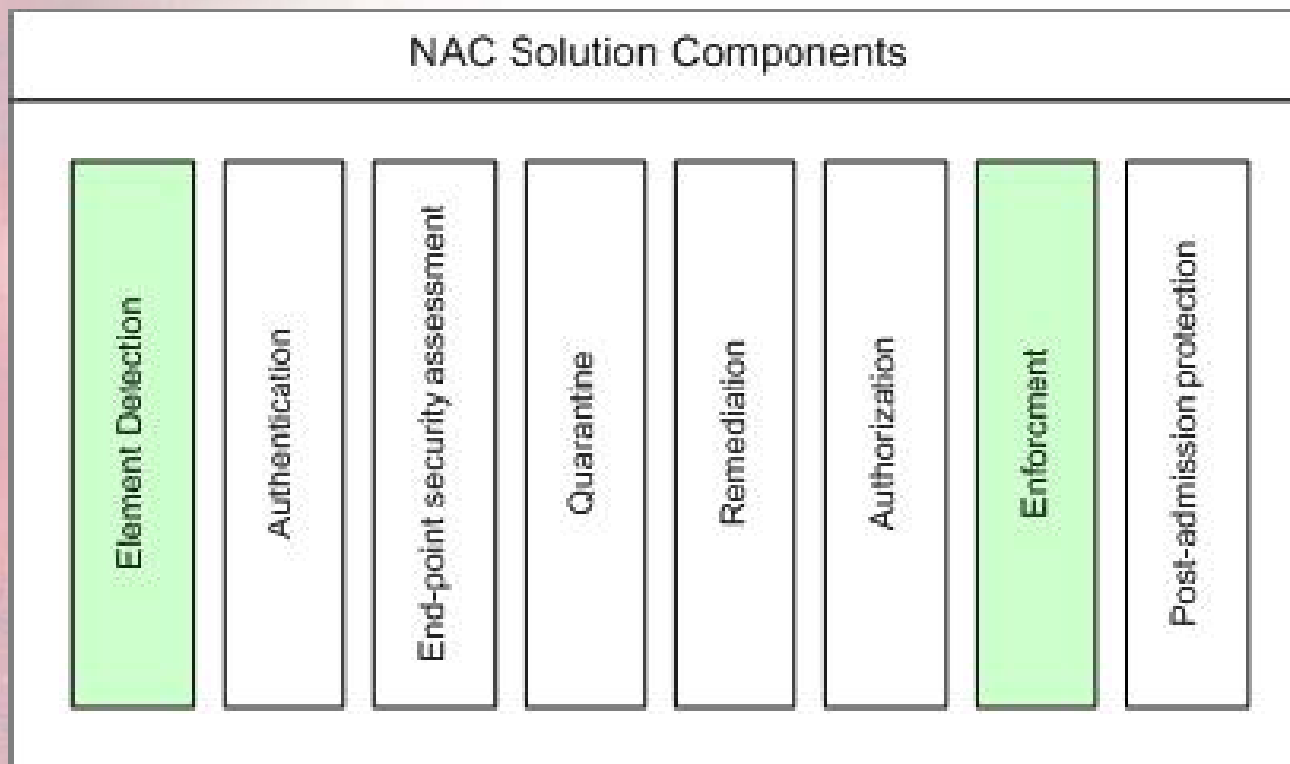 NAC Solution Components
Element Detection
Authentication
End-point security assessment
Quarantine
Remediation
Authorization
Enforcment
Post-admission protection